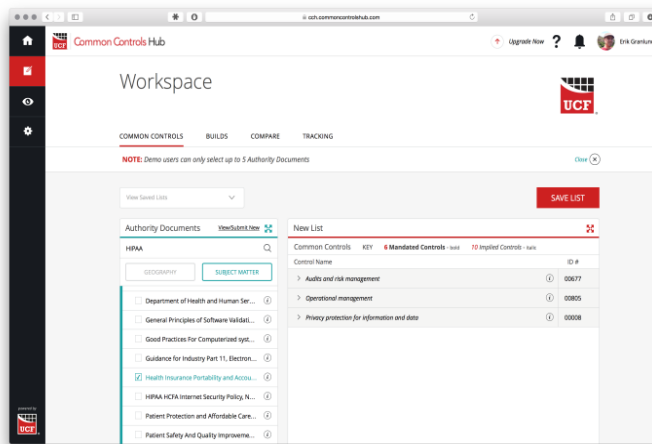 cch.commoncontrolshub.com
UCF Common Controls Hub
Upgrade Now ? Erik Granlund
Workspace
UCF
COMMON CONTROLS BUILDS COMPARE TRACKING
NOTE: Demo users can only select up to 5 Authority Documents Close
View Saved Lists
SAVE LIST
Authority Documents View/Submit New
New List
HIPAA
Common Controls KEY 6 Mandated Controls - bold 10 Implied Controls - italic
Control Name ID #
GEOGRAPHY SUBJECT MATTER
Audits and risk management 00677
Operational management 00805
Privacy protection for information and data 00008
Department of Health and Human Ser...
General Principles of Software Validati...
Good Practices For Computerized syst...
Guidance for Industry Part 11, Electron...
Health Insurance Portability and Accou...
HIPAA HCFA Internet Security Policy, N...
Patient Protection and Affordable Care...
Patient Safety And Quality Improveme...
powered by
UCF